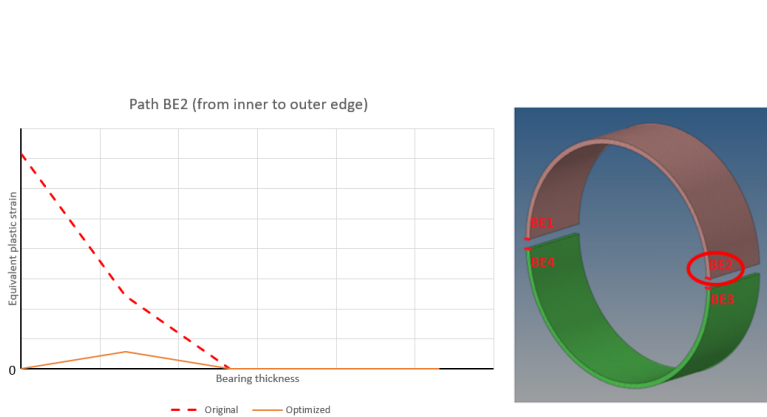 Path BE2 (from inner to outer edge)
Equivalent plastic strain
0
Bearing thickness
Original
Optimized
BE1
BE4
BE2
BE3